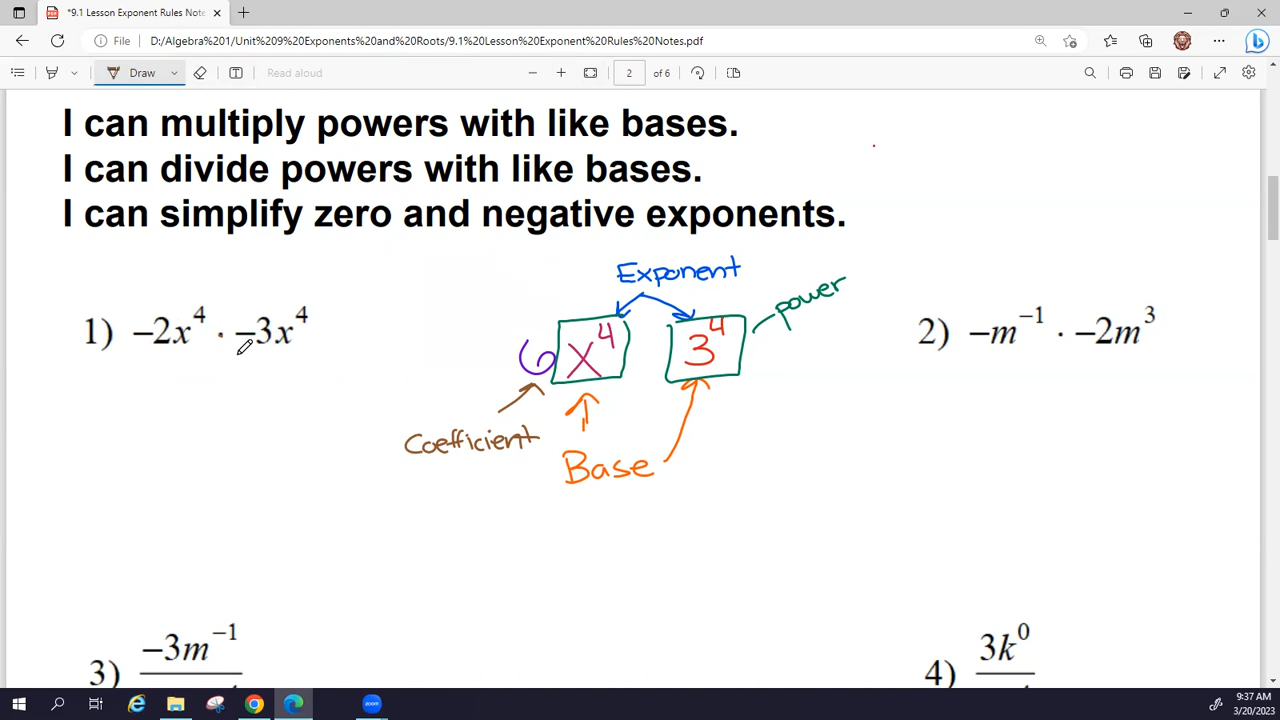 *9.1 Lesson Exponent Rules Note
File D:/Algebra%201/Unit%209%20Exponents%20and%20Roots/9.1%20Lesson%20Exponent%20Rules%20Notes.pdf
Draw Read aloud 2 of 6
I can multiply powers with like bases.
I can divide powers with like bases.
I can simplify zero and negative exponents.
Exponent
power
1) −2x⁴ · −3x⁴
6x⁴ 3⁴
2) −m⁻¹ · −2m³
Coefficient
Base
3) −3m⁻¹
4) 3k⁰
zoom
9:37 AM
3/20/2023